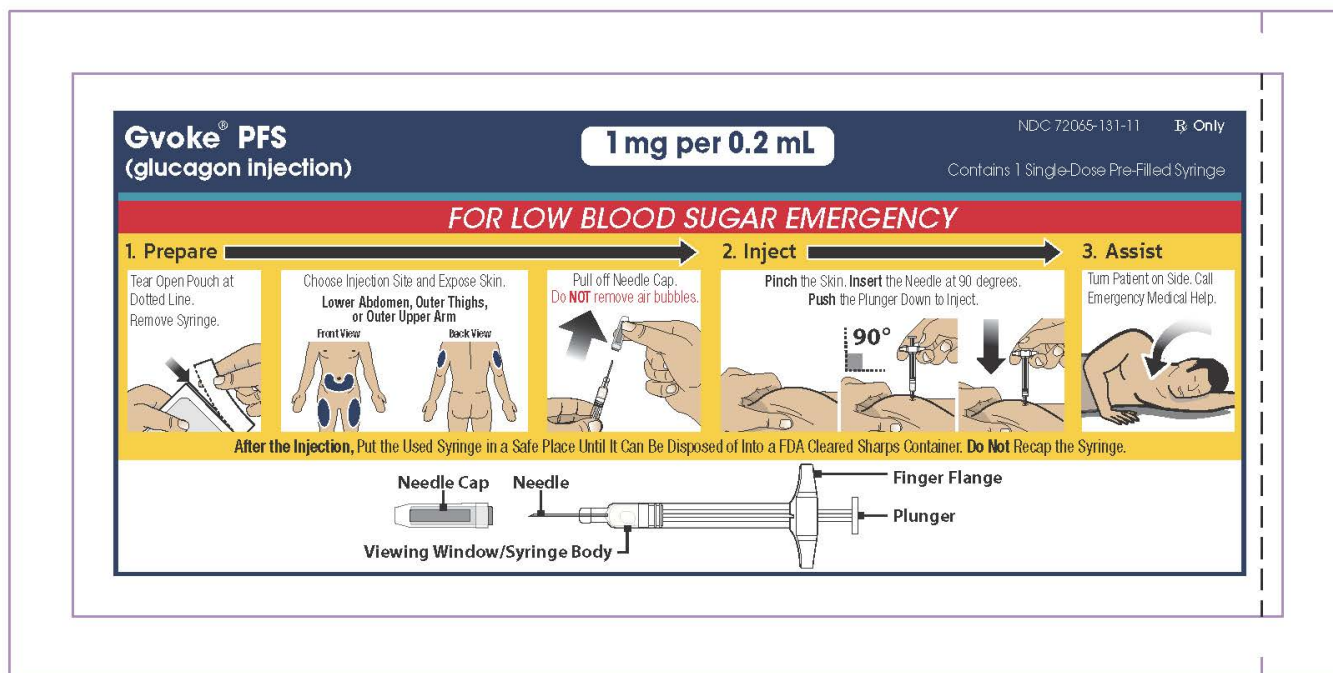 Gvoke® PFS
(glucagon injection)
1 mg per 0.2 mL
NDC 72065-131-11 ℞ Only
Contains 1 Single-Dose Pre-Filled Syringe
FOR LOW BLOOD SUGAR EMERGENCY
1. Prepare
Tear Open Pouch at
Dotted Line.
Remove Syringe.
Choose Injection Site and Expose Skin.
Lower Abdomen, Outer Thighs,
or Outer Upper Arm
Front View
Back View
Pull off Needle Cap.
Do NOT remove air bubbles.
2. Inject
Pinch the Skin. Insert the Needle at 90 degrees.
Push the Plunger Down to Inject.
90°
3. Assist
Turn Patient on Side. Call
Emergency Medical Help.
After the Injection, Put the Used Syringe in a Safe Place Until It Can Be Disposed of Into a FDA Cleared Sharps Container. Do Not Recap the Syringe.
Needle Cap
Needle
Viewing Window/Syringe Body
Finger Flange
Plunger